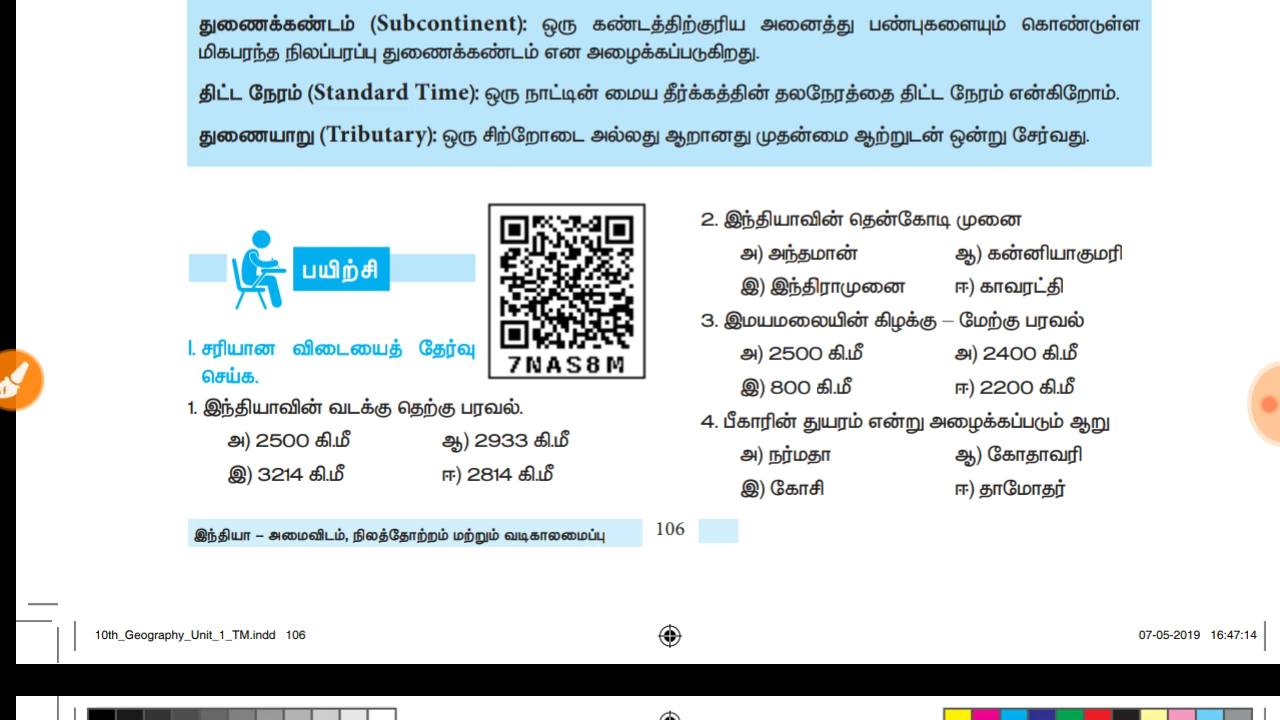 துணைக்கண்டம் (Subcontinent): ஒரு கண்டத்திற்குரிய அனைத்து பண்புகளையும் கொண்டுள்ள
மிகபரந்த நிலப்பரப்பு துணைக்கண்டம் என அழைக்கப்படுகிறது.
திட்ட நேரம் (Standard Time): ஒரு நாட்டின் மைய தீர்க்கத்தின் தலநேரத்தை திட்ட நேரம் என்கிறோம்.
துணையாறு (Tributary): ஒரு சிற்றோடை அல்லது ஆறானது முதன்மை ஆற்றுடன் ஒன்று சேர்வது.
பயிற்சி
7NAS8M
I. சரியான விடையைத் தேர்வு
செய்க.
1. இந்தியாவின் வடக்கு தெற்கு பரவல்.
அ) 2500 கி.மீ ஆ) 2933 கி.மீ
இ) 3214 கி.மீ ஈ) 2814 கி.மீ
2. இந்தியாவின் தென்கோடி முனை
அ) அந்தமான் ஆ) கன்னியாகுமரி
இ) இந்திராமுனை ஈ) காவரட்தி
3. இமயமலையின் கிழக்கு – மேற்கு பரவல்
அ) 2500 கி.மீ அ) 2400 கி.மீ
இ) 800 கி.மீ ஈ) 2200 கி.மீ
4. பீகாரின் துயரம் என்று அழைக்கப்படும் ஆறு
அ) நர்மதா ஆ) கோதாவரி
இ) கோசி ஈ) தாமோதர்
இந்தியா – அமைவிடம், நிலத்தோற்றம் மற்றும் வடிகாலமைப்பு 106
10th_Geography_Unit_1_TM.indd 106 07-05-2019 16:47:14